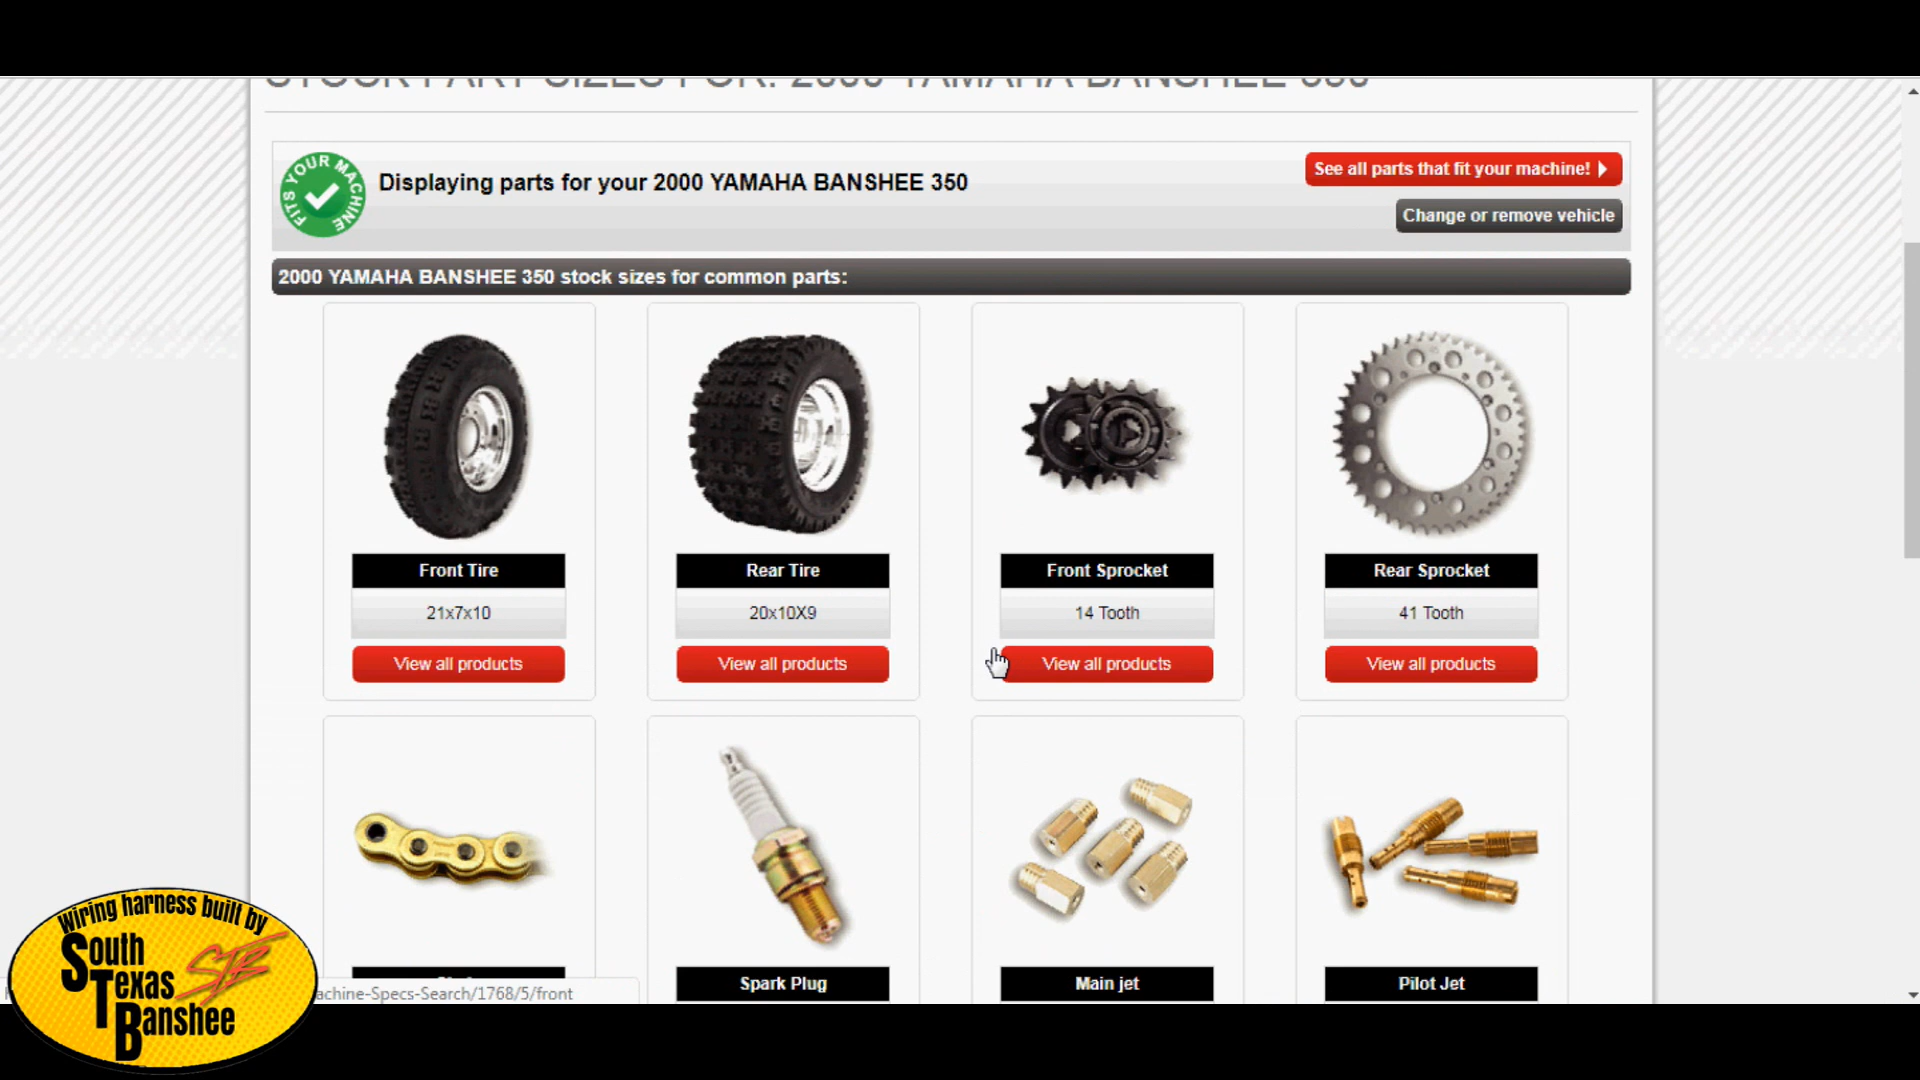 STOCK PART SIZES FOR: 2000 YAMAHA BANSHEE 350
FITS YOUR MACHINE
Displaying parts for your 2000 YAMAHA BANSHEE 350
See all parts that fit your machine!
Change or remove vehicle
2000 YAMAHA BANSHEE 350 stock sizes for common parts:
Front Tire
Rear Tire
Front Sprocket
Rear Sprocket
21x7x10
20x10X9
14 Tooth
41 Tooth
View all products
View all products
View all products
View all products
Spark Plug
Main jet
Pilot Jet
achine-Specs-Search/1768/5/front
Wiring harness built by
South
Texas
Banshee
STB